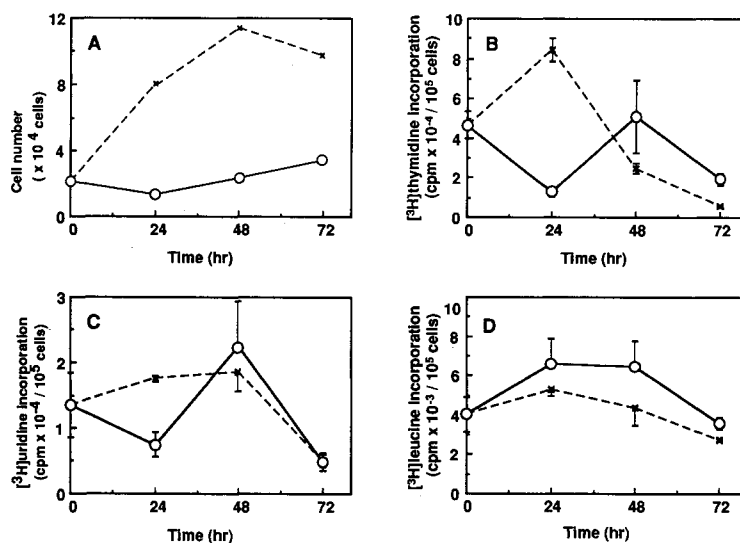 A
Cell number
( x 10 4 cells)
12
9
6
3
0
0 24 48 72
Time (hr)
B
[3H]thymidine incorporation
(cpm x 10-4 / 105 cells)
10
8
6
4
2
0
0 24 48 72
Time (hr)
C
[3H]uridine incorporation
(cpm x 10-4 / 105 cells)
3
2
1
0
0 24 48 72
Time (hr)
D
[3H]leucine incorporation
(cpm x 10-3 / 105 cells)
10
8
6
4
2
0
0 24 48 72
Time (hr)